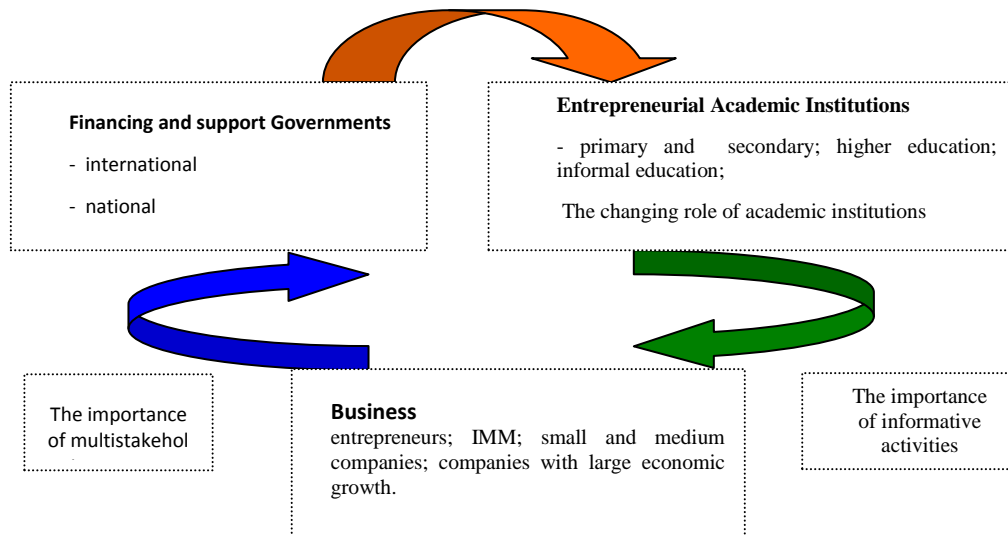 Financing and support Governments
- international
- national
Entrepreneurial Academic Institutions
- primary and secondary; higher education;
informal education;
The changing role of academic institutions
The importance
of multistakehol
Business
entrepreneurs; IMM; small and medium
companies; companies with large economic
growth.
The importance
of informative
activities